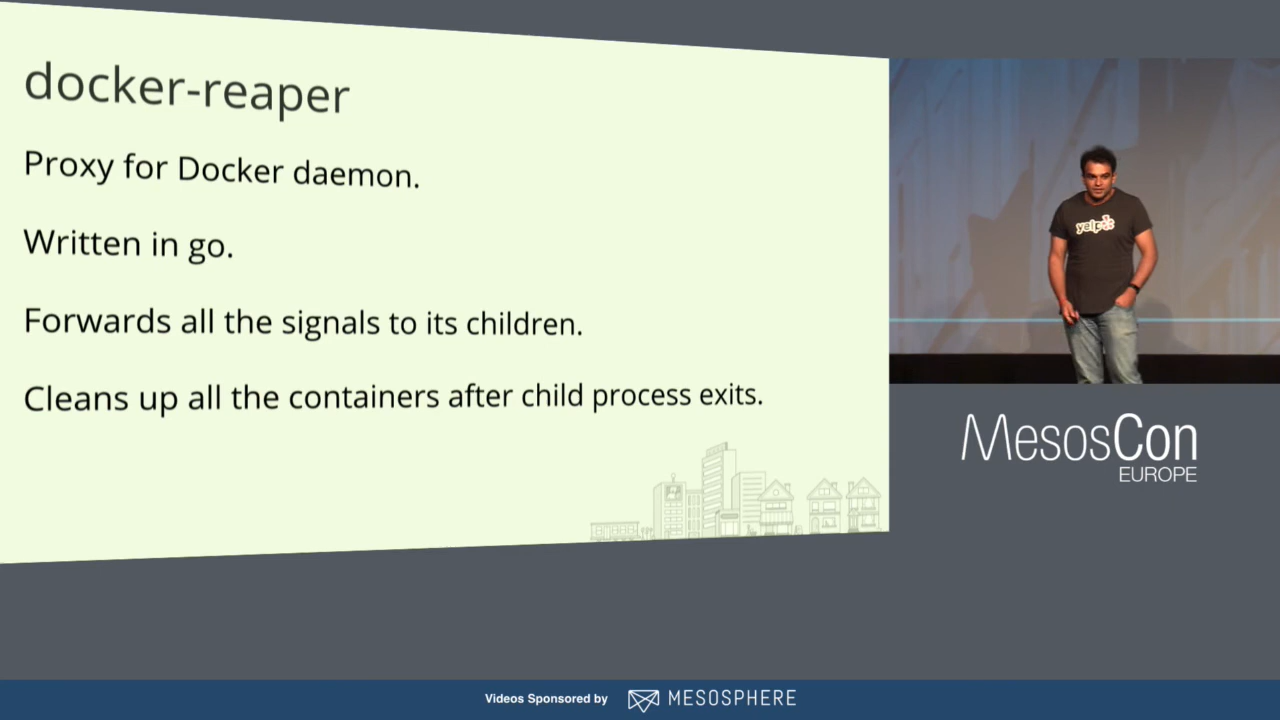 docker-reaper
Proxy for Docker daemon.
Written in go.
Forwards all the signals to its children.
Cleans up all the containers after child process exits.
yelp
MesosCon
EUROPE
Videos Sponsored by MESOSPHERE